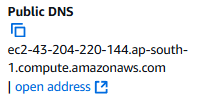 Public DNS
ec2-43-204-220-144.ap-south-
1.compute.amazonaws.com
| open address